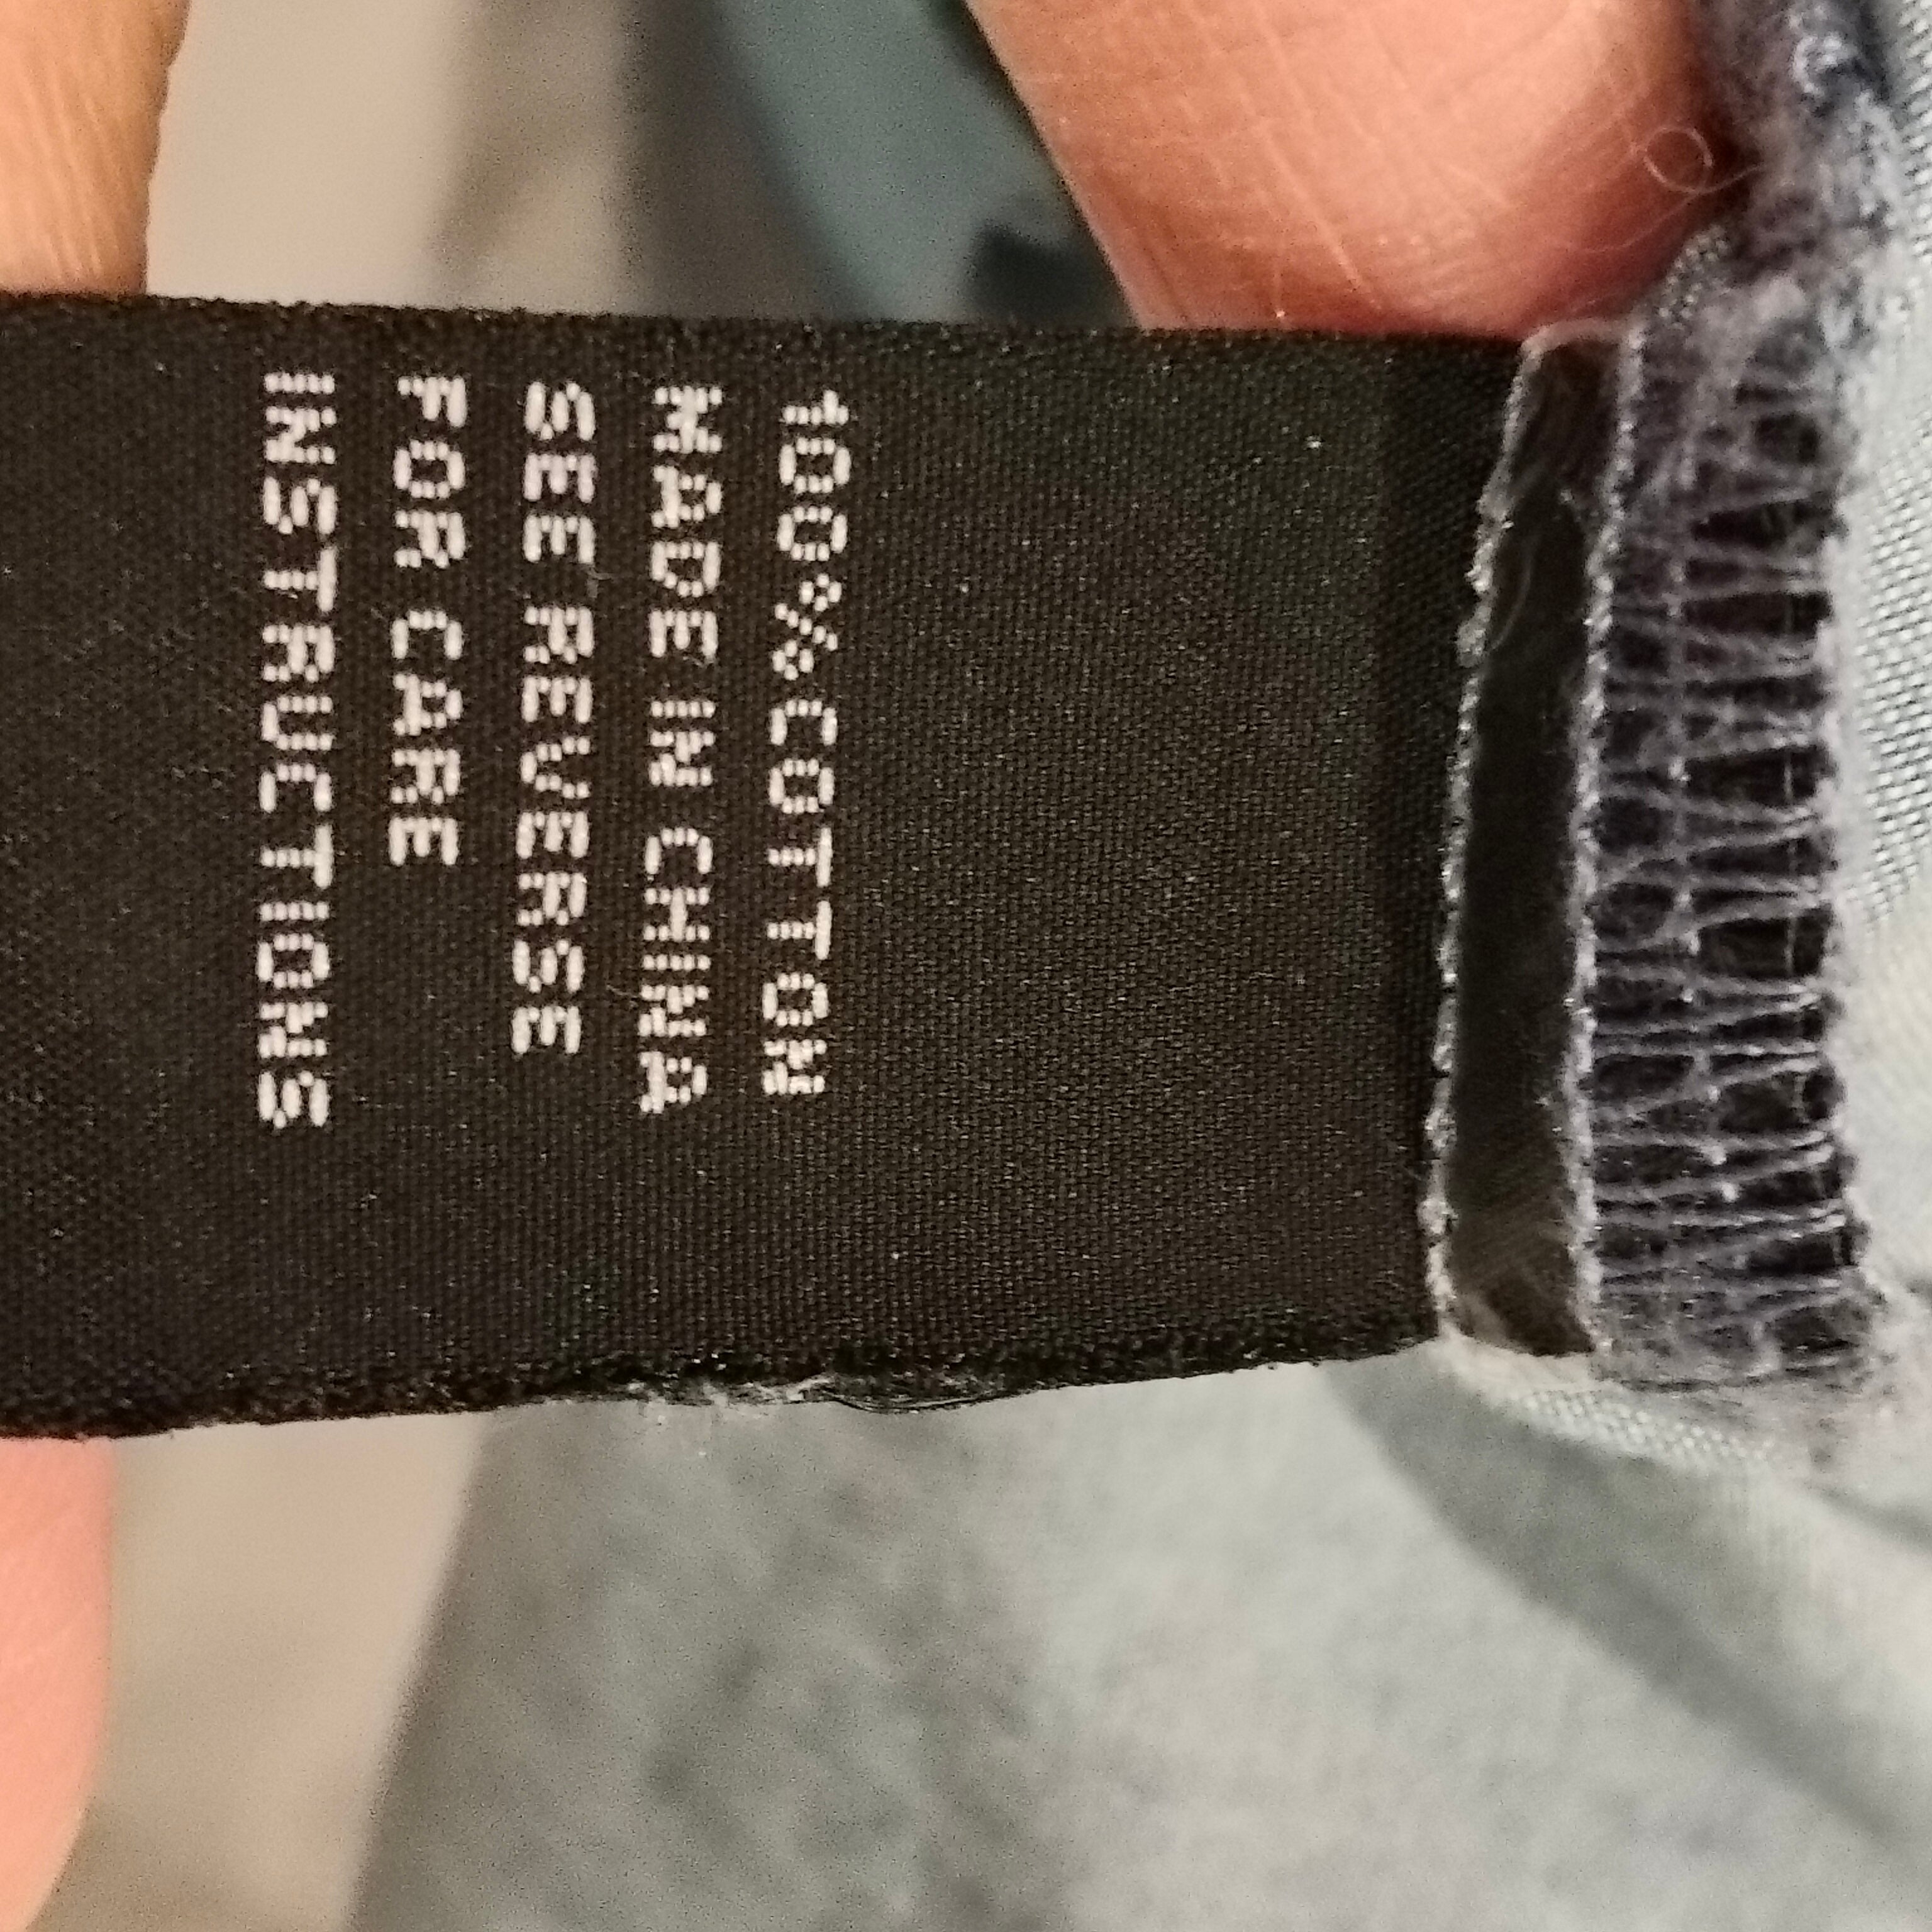 100%COTTON
MADE IN CHINA
SEE REVERSE
FOR CARE
INSTRUCTIONS